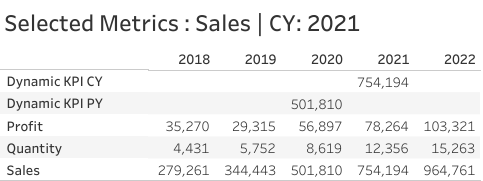 Selected Metrics : Sales | CY: 2021
2018 2019 2020 2021 2022
Dynamic KPI CY 754,194
Dynamic KPI PY 501,810
Profit 35,270 29,315 56,897 78,264 103,321
Quantity 4,431 5,752 8,619 12,356 15,263
Sales 279,261 344,443 501,810 754,194 964,761